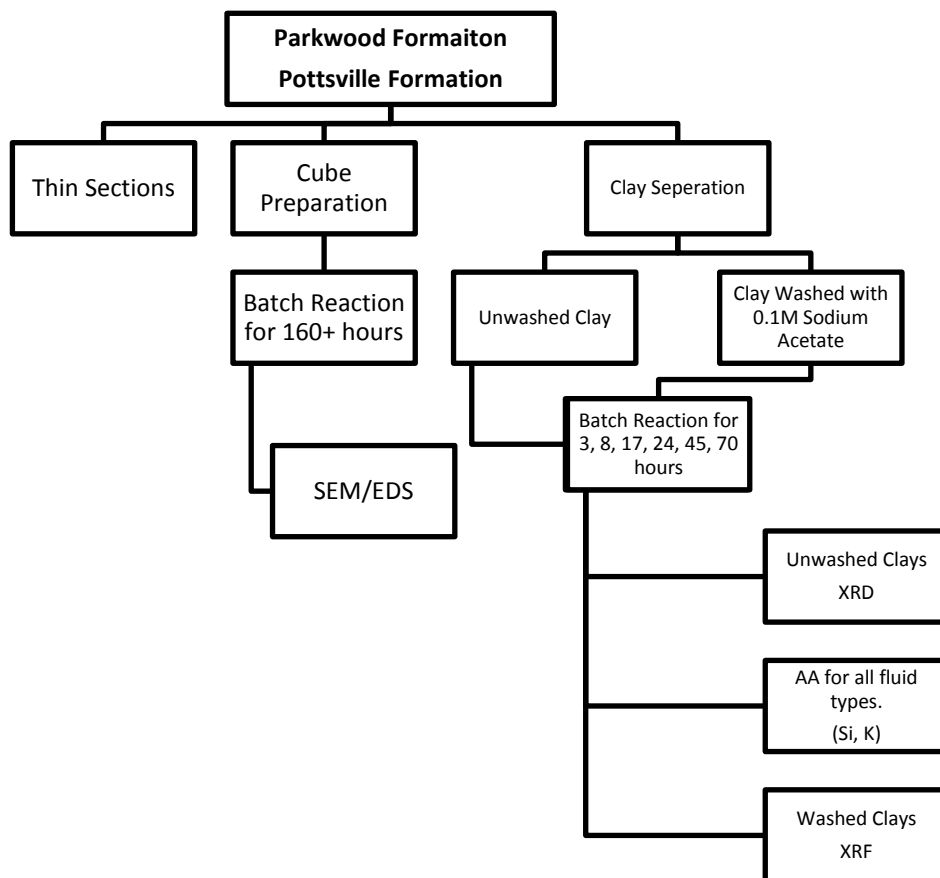 Parkwood Formaiton
Pottsville Formation
Thin Sections
Cube
Preparation
Clay Seperation
Batch Reaction
for 160+ hours
Unwashed Clay
Clay Washed with
0.1M Sodium
Acetate
Batch Reaction for
3, 8, 17, 24, 45, 70
hours
SEM/EDS
Unwashed Clays
XRD
AA for all fluid
types.
(Si, K)
Washed Clays
XRF